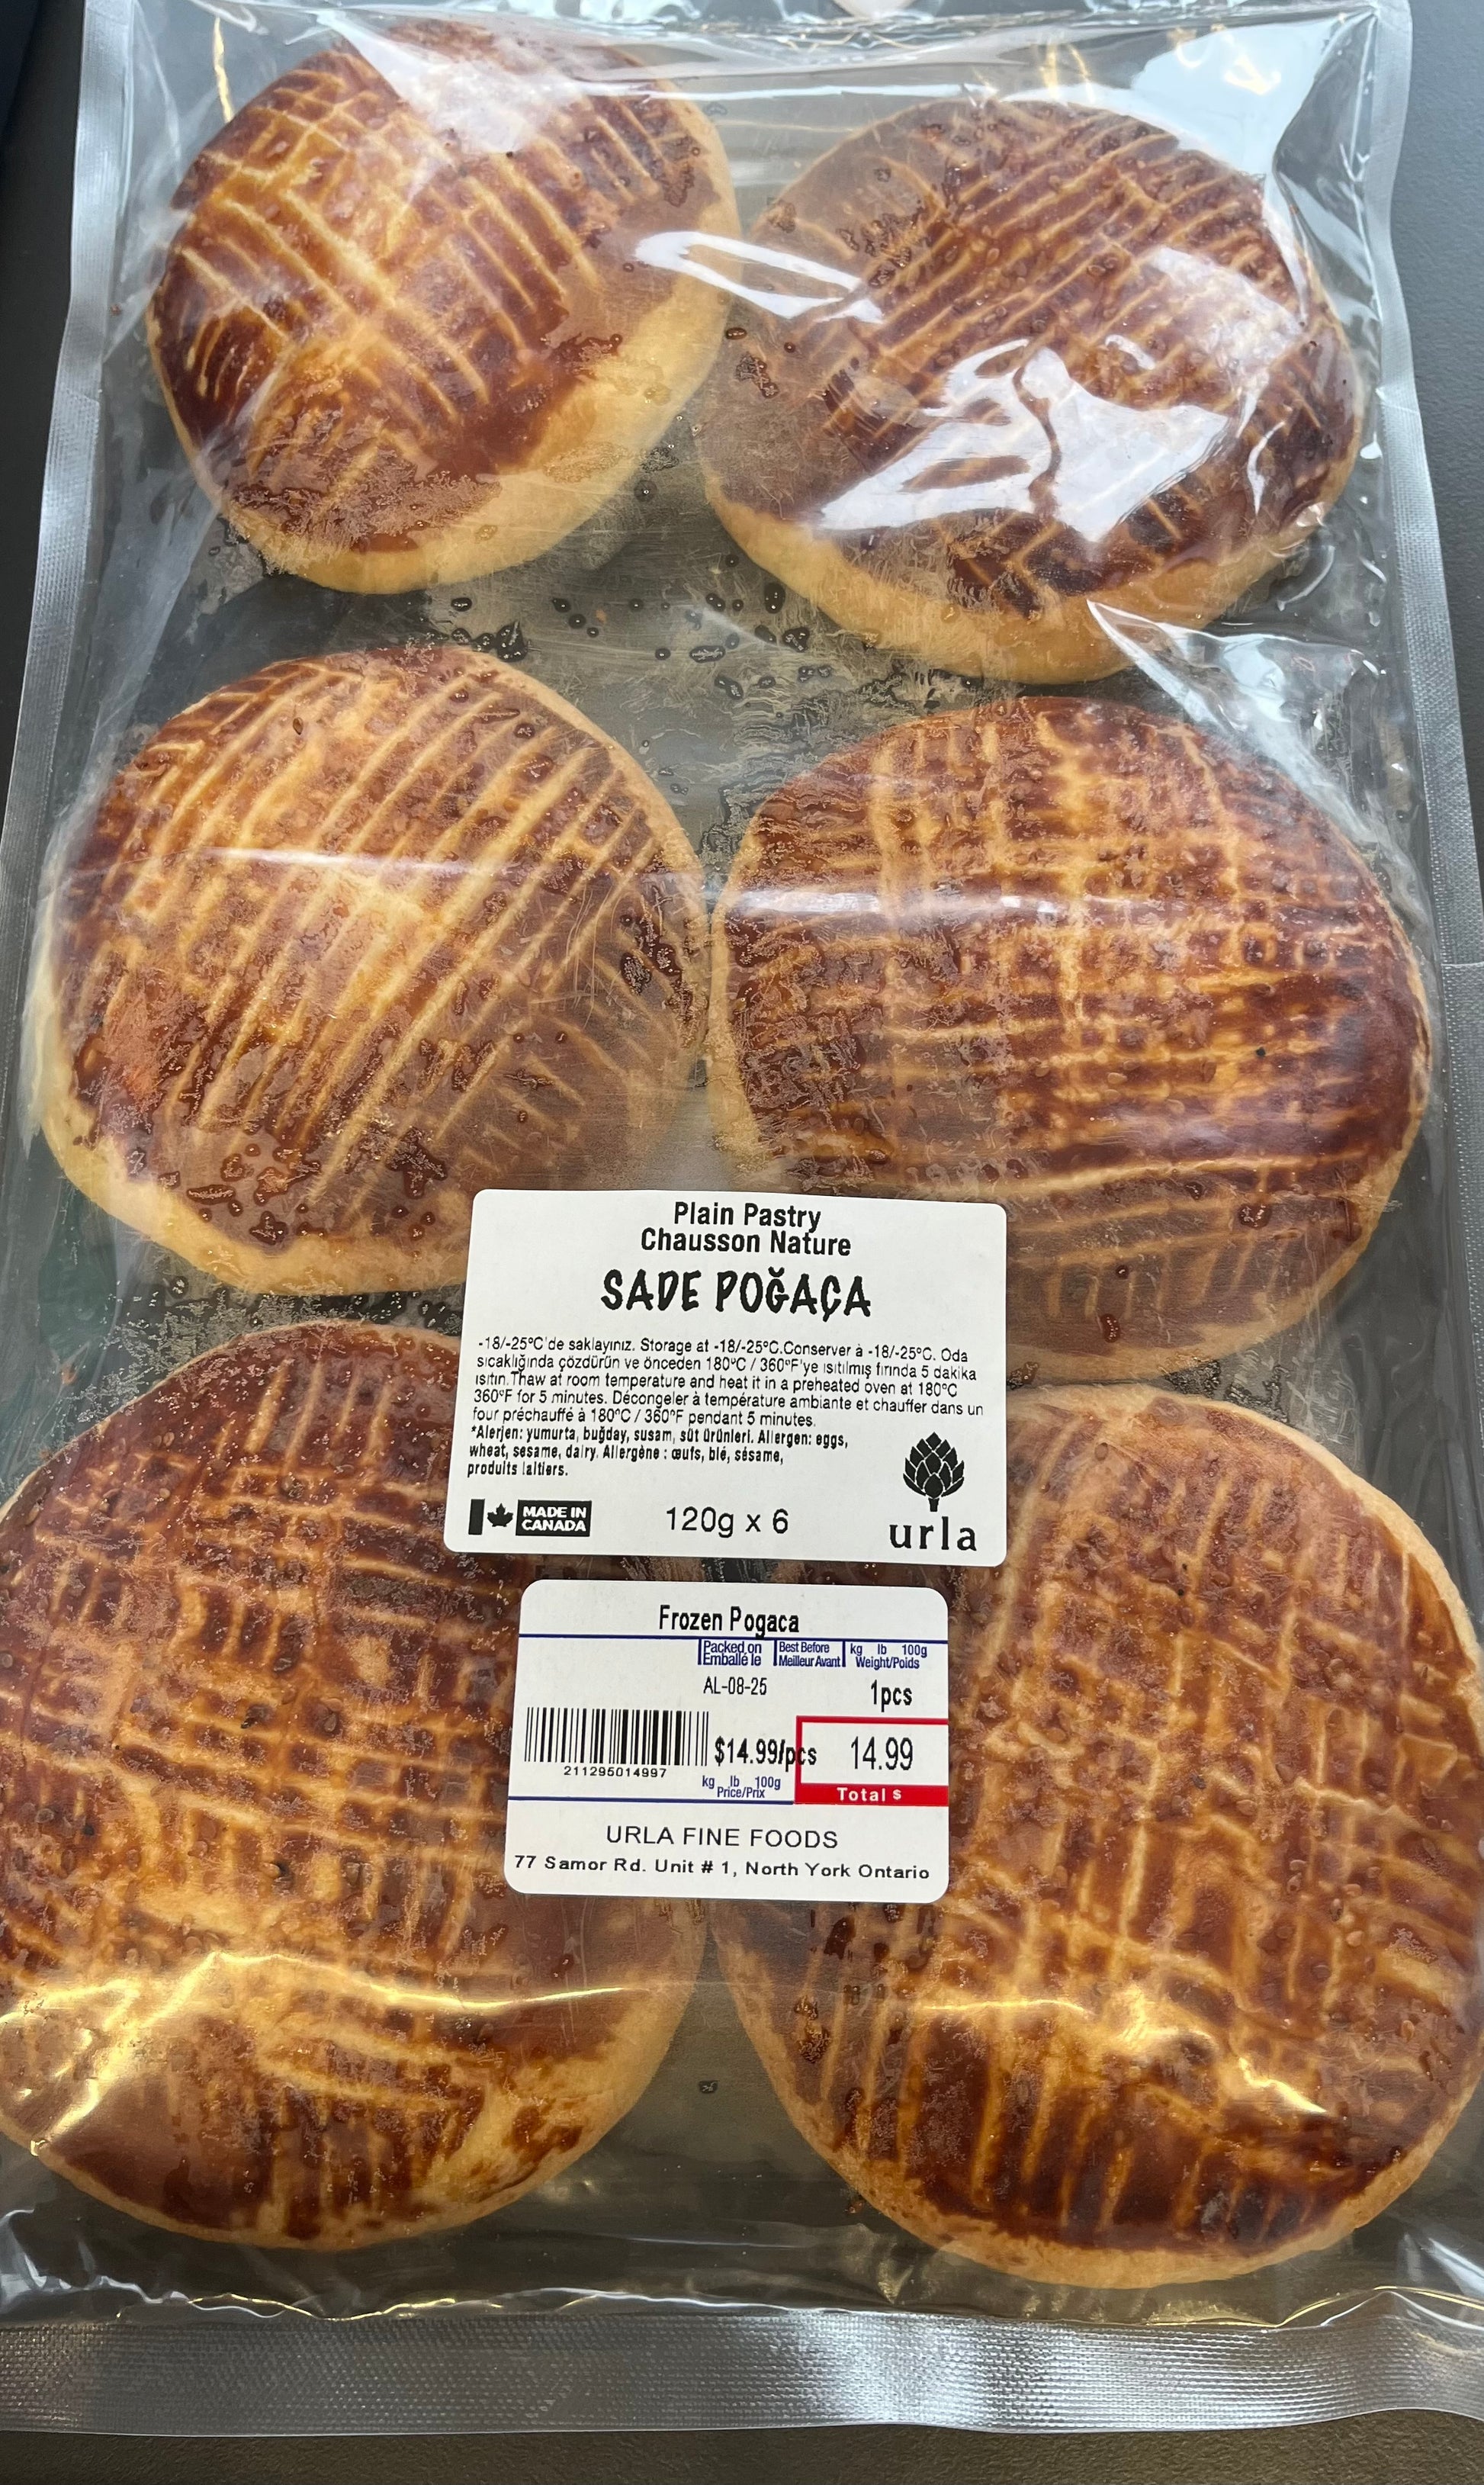 Plain Pastry
Chausson Nature
SADE POĞAÇA
-18/-25°C'de saklayınız. Storage at -18/-25°C.Conserver à -18/-25°C. Oda
sıcaklığında çözdürün ve önceden 180°C / 360°F'ye ısıtılmış fırında 5 dakika
ısıtın.Thaw at room temperature and heat it in a preheated oven at 180°C
360°F for 5 minutes. Décongeler à température ambiante et chauffer dans un
four préchauffé à 180°C / 360°F pendant 5 minutes.
*Alerjen: yumurta, buğday, susam, süt ürünleri. Allergen: eggs,
wheat, sesame, dairy. Allergène : œufs, blé, sésame,
produits laitiers.
MADE IN
CANADA
120g x 6
urla
Frozen Pogaca
Packed on
Emballé le
Best Before
Meilleur Avant
kg lb 100g
Weight/Poids
AL-08-25
1pcs
$14.99/pcs
14.99
211295014997
kg lb 100g
Price/Prix
Total $
URLA FINE FOODS
77 Samor Rd. Unit # 1, North York Ontario